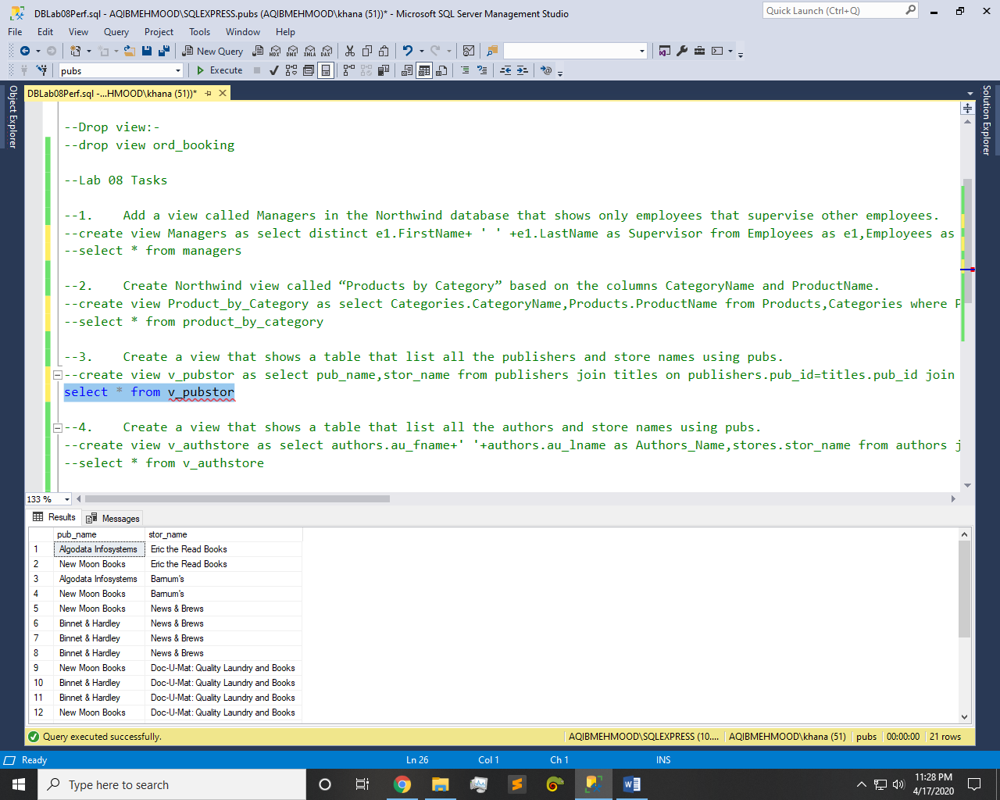 DBLab08Perf.sql - AQIBMEHMOOD\SQLEXPRESS.pubs (AQIBMEHMOOD\khana (51))* - Microsoft SQL Server Management Studio
Quick Launch (Ctrl+Q)
File Edit View Query Project Tools Window Help
New Query
MDX DMX XMLA DAX
pubs
Execute
DBLab08Perf.sql -...HMOOD\khana (51))*
Object Explorer
Solution Explorer
--Drop view:-
--drop view ord_booking
--Lab 08 Tasks
--1. Add a view called Managers in the Northwind database that shows only employees that supervise other employees.
--create view Managers as select distinct e1.FirstName+ ' ' +e1.LastName as Supervisor from Employees as e1,Employees as
--select * from managers
--2. Create Northwind view called “Products by Category” based on the columns CategoryName and ProductName.
--create view Product_by_Category as select Categories.CategoryName,Products.ProductName from Products,Categories where P
--select * from product_by_category
--3. Create a view that shows a table that list all the publishers and store names using pubs.
--create view v_pubstor as select pub_name,stor_name from publishers join titles on publishers.pub_id=titles.pub_id join
select * from v_pubstor
--4. Create a view that shows a table that list all the authors and store names using pubs.
--create view v_authstore as select authors.au_fname+' '+authors.au_lname as Authors_Name,stores.stor_name from authors j
--select * from v_authstore
133 %
Results Messages
pub_name stor_name
1 Algodata Infosystems Eric the Read Books
2 New Moon Books Eric the Read Books
3 Algodata Infosystems Barnum's
4 New Moon Books Barnum's
5 New Moon Books News & Brews
6 Binnet & Hardley News & Brews
7 Binnet & Hardley News & Brews
8 Binnet & Hardley News & Brews
9 New Moon Books Doc-U-Mat: Quality Laundry and Books
10 Binnet & Hardley Doc-U-Mat: Quality Laundry and Books
11 Binnet & Hardley Doc-U-Mat: Quality Laundry and Books
12 New Moon Books Doc-U-Mat: Quality Laundry and Books
Query executed successfully. AQIBMEHMOOD\SQLEXPRESS (10.... AQIBMEHMOOD\khana (51) pubs 00:00:00 21 rows
Ready Ln 26 Col 1 Ch 1 INS
Type here to search
11:28 PM
4/17/2020